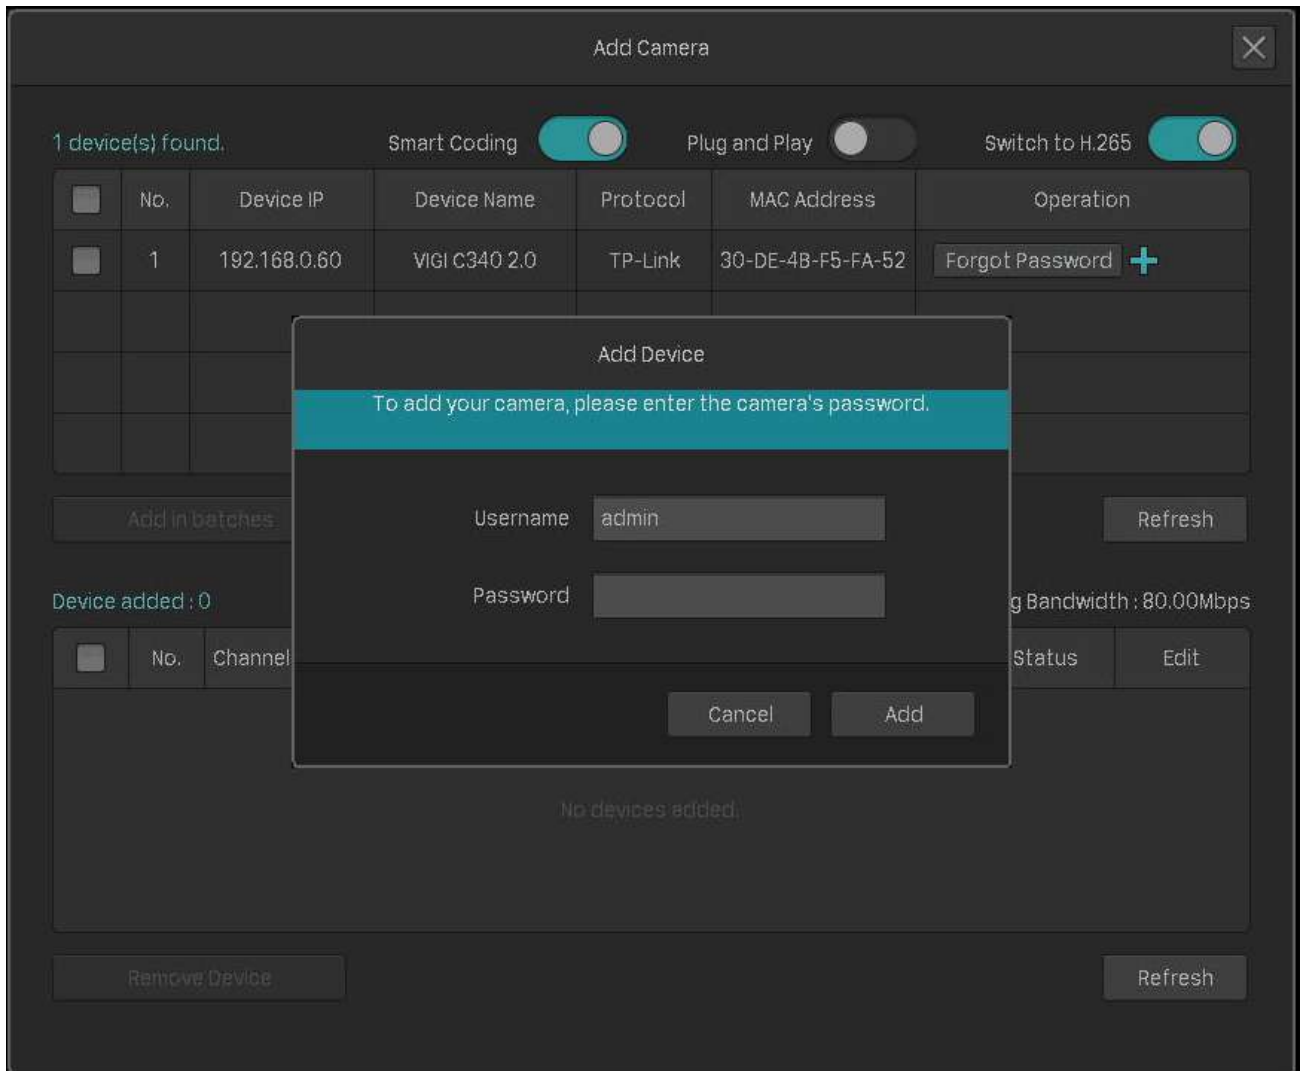 Add Camera
1 device(s) found. Smart Coding Plug and Play Switch to H.265
No. Device IP Device Name Protocol MAC Address Operation
1 192.168.0.60 VIGI C340 2.0 TP-Link 30-DE-4B-F5-FA-52 Forgot Password
Add Device
To add your camera, please enter the camera's password.
Add in batches Username admin Refresh
Password
Device added : 0 g Bandwidth : 80.00Mbps
No. Channel Status Edit
Cancel Add
No devices added.
Remove Device Refresh